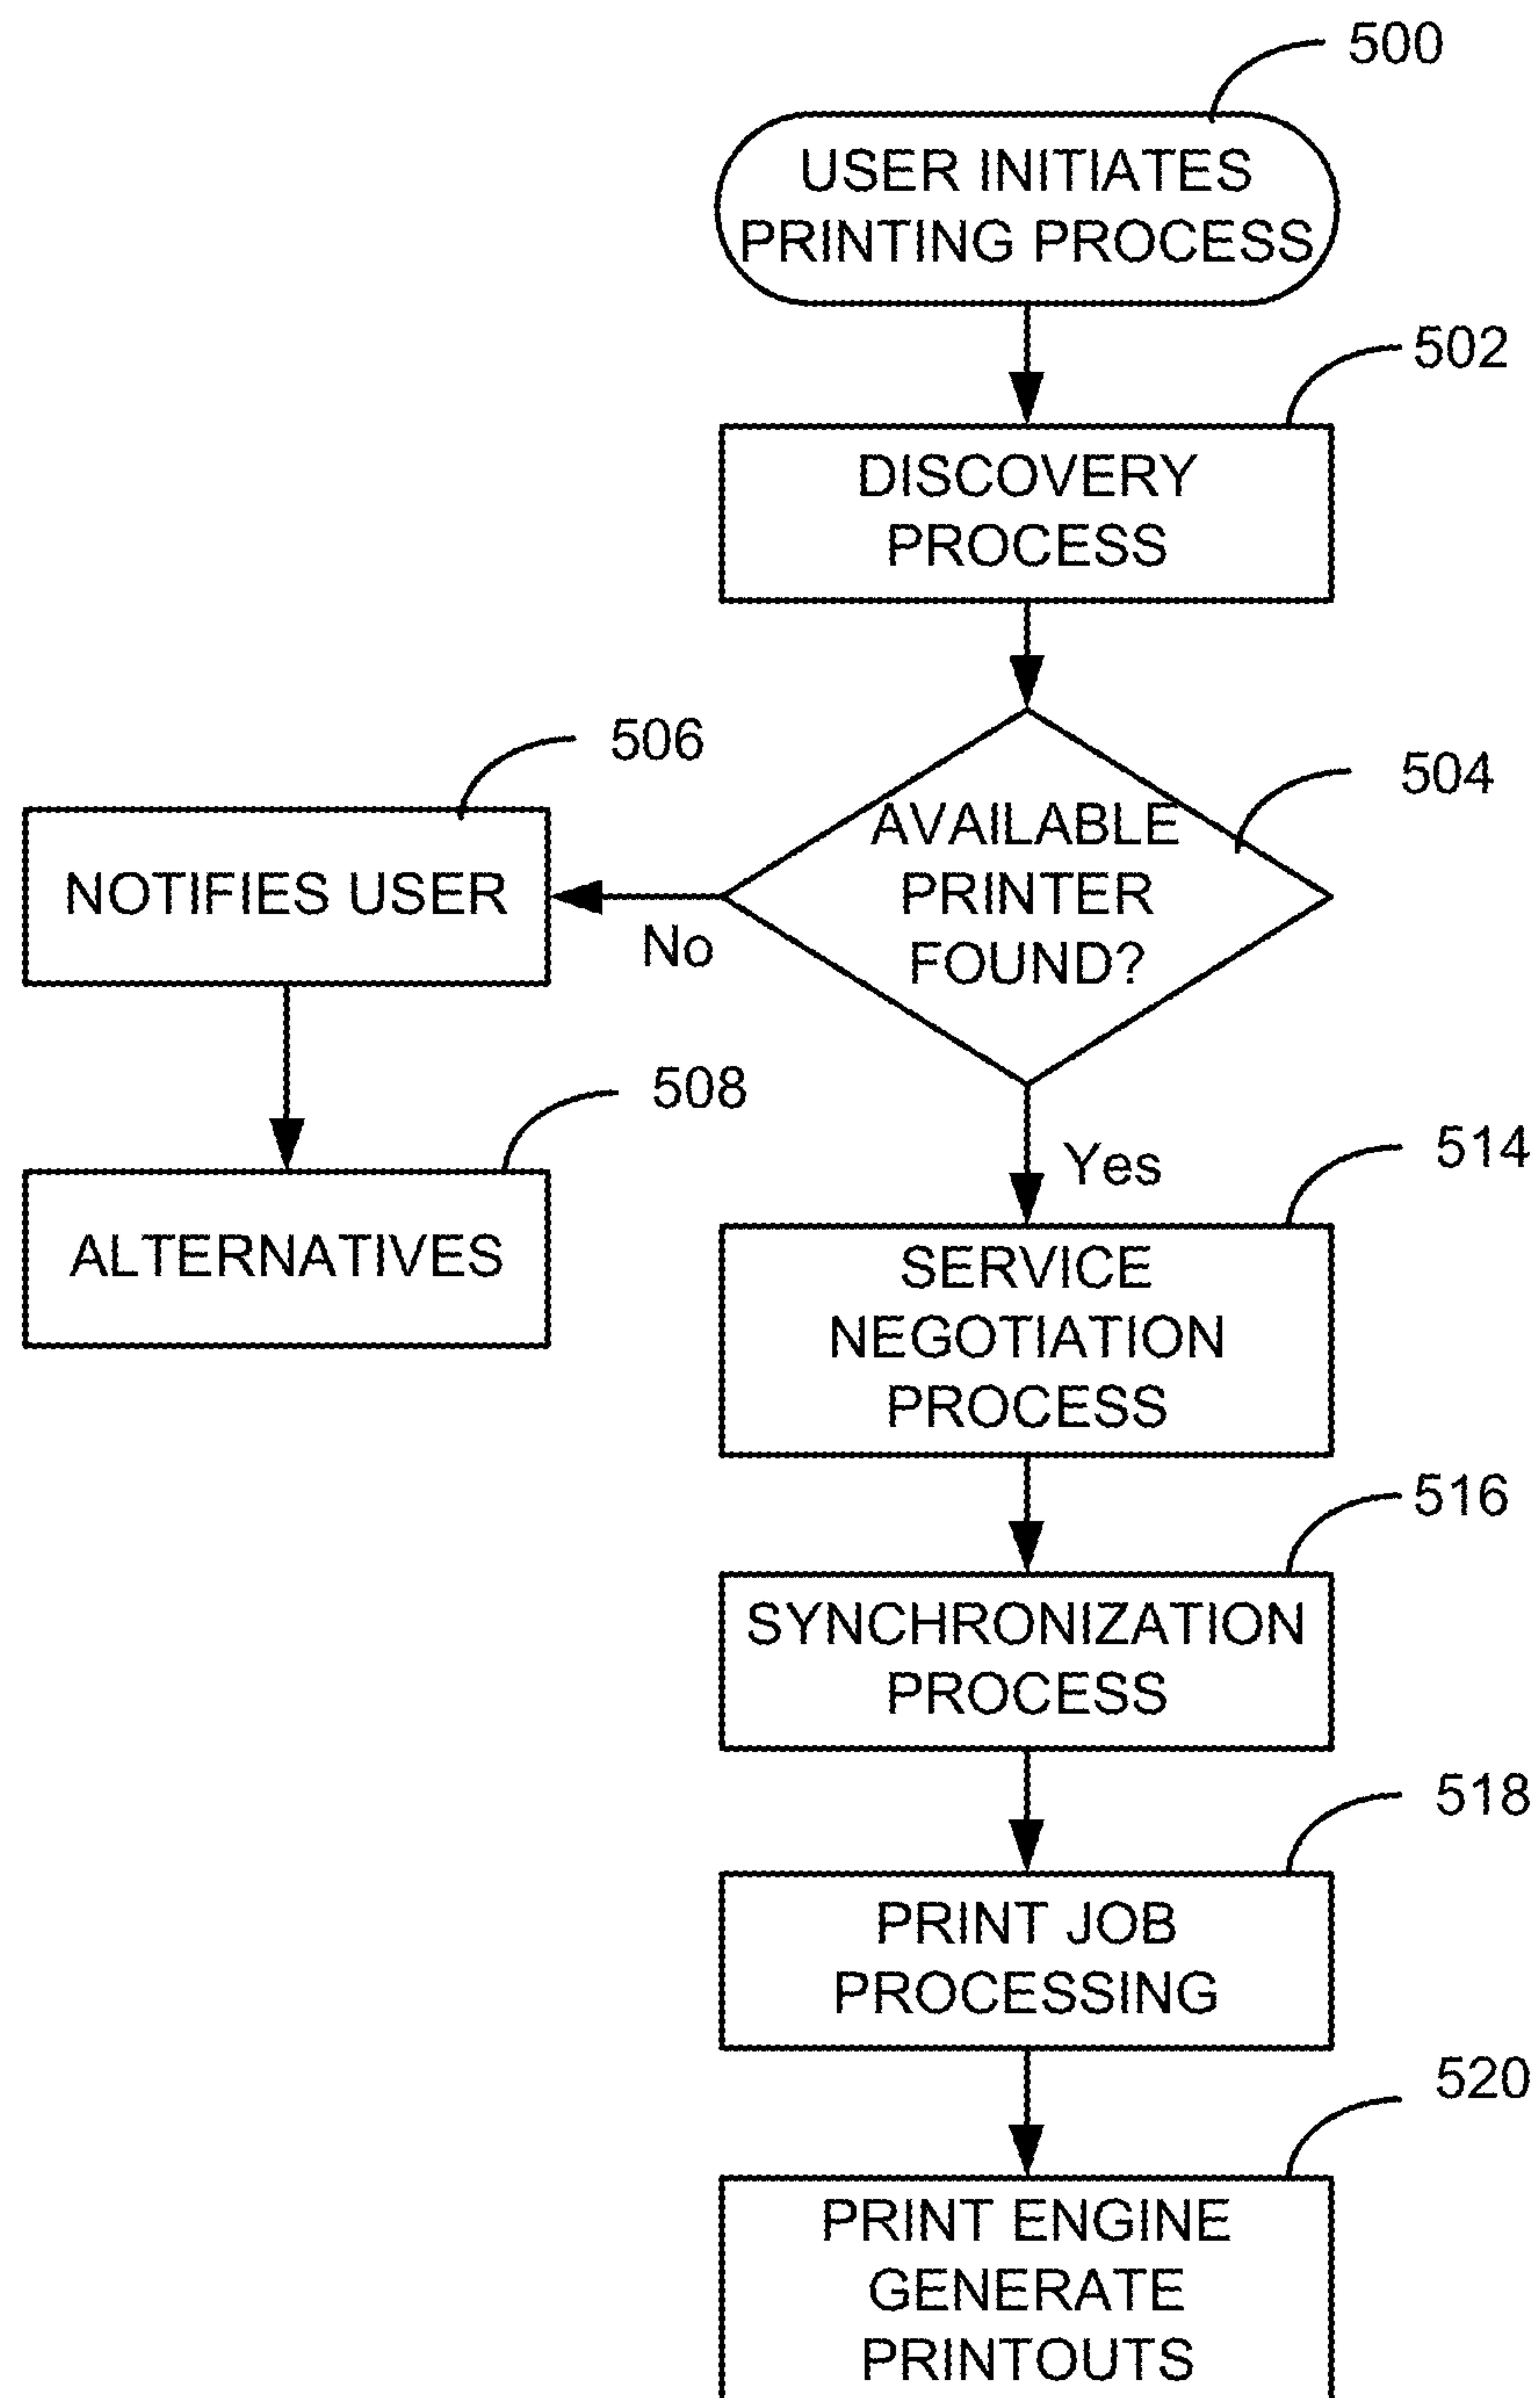 500
USER INITIATES
PRINTING PROCESS
502
DISCOVERY
PROCESS
506
504
NOTIFIES USER
No
AVAILABLE
PRINTER
FOUND?
508
ALTERNATIVES
Yes
514
SERVICE
NEGOTIATION
PROCESS
516
SYNCHRONIZATION
PROCESS
518
PRINT JOB
PROCESSING
520
PRINT ENGINE
GENERATE
PRINTOUTS